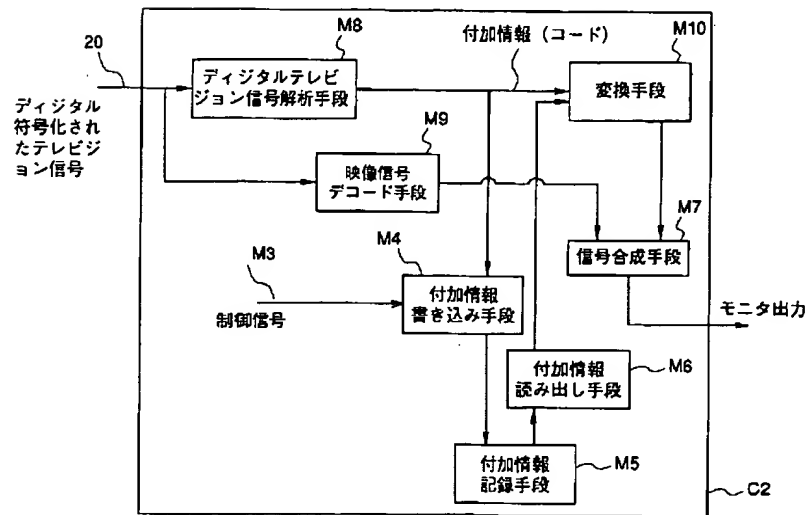 M8
付加情報（コード）
M10
20
ディジタルテレビ
ジョン信号解析手段
変換手段
ディジタル
符号化され
たテレビジ
ョン信号
M9
映像信号
デコード手段
M7
信号合成手段
M3
M4
制御信号
付加情報
書き込み手段
モニタ出力
付加情報
読み出し手段
M6
付加情報
記録手段
M5
C2